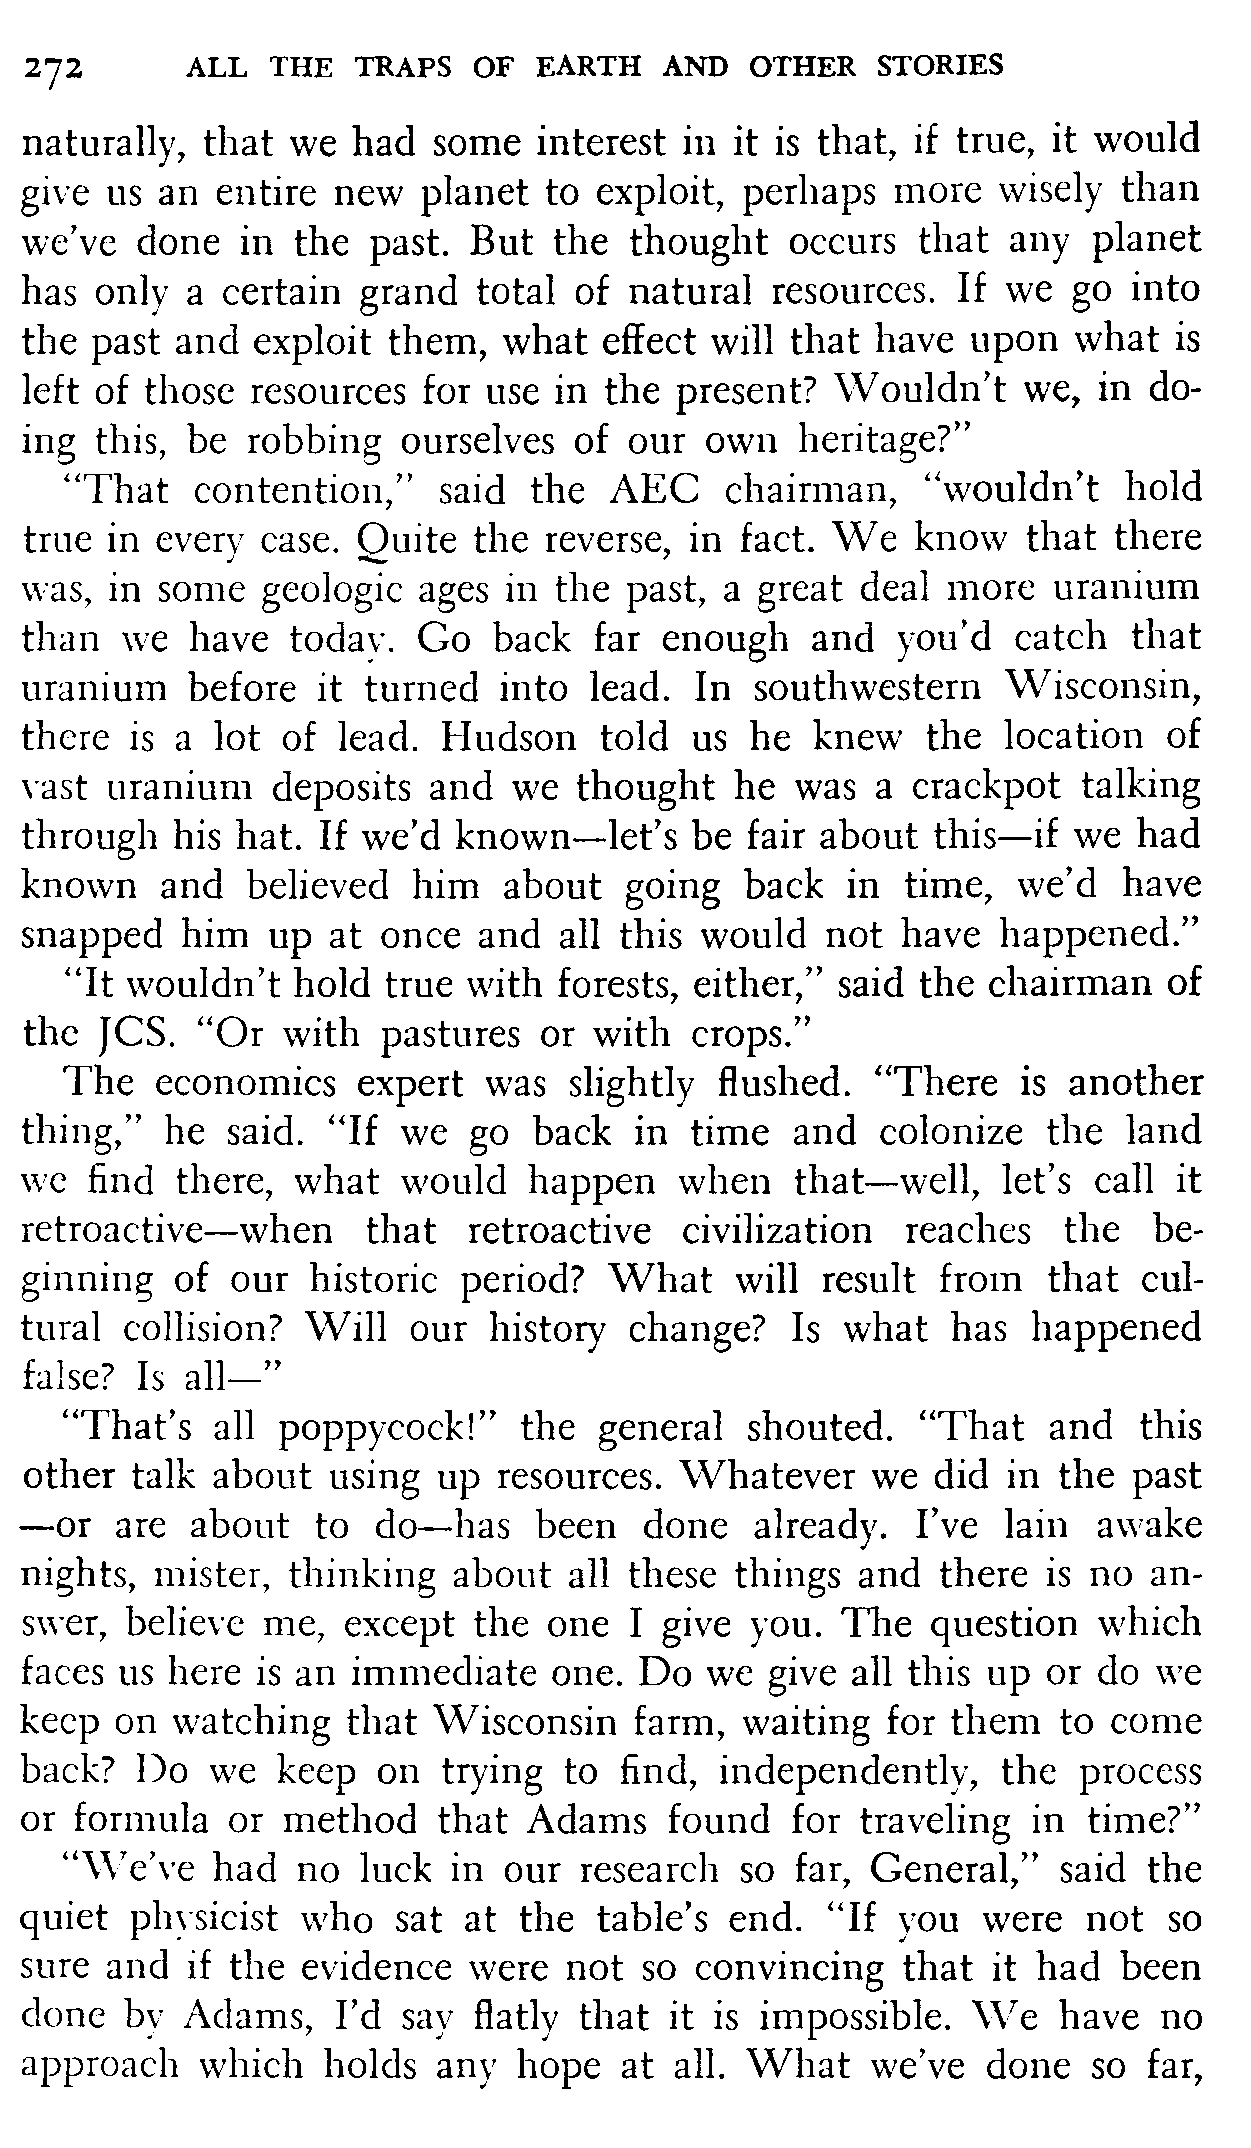 272 ALL THE TRAPS OF EARTH AND OTHER STORIES
naturally, that we had some interest in it is that, if true, it would
give us an entire new planet to exploit, perhaps more wisely than
we've done in the past. But the thought occurs that any planet
has only a certain grand total of natural resources. If we go into
the past and exploit them, what effect will that have upon what is
left of those resources for use in the present? Wouldn't we, in do-
ing this, be robbing ourselves of our own heritage?”
“That contention,” said the AEC chairman, “wouldn't hold
true in every case. Quite the reverse, in fact. We know that there
was, in some geologic ages in the past, a great deal more uranium
than we have today. Go back far enough and you'd catch that
uranium before it turned into lead. In southwestern Wisconsin,
there is a lot of lead. Hudson told us he knew the location of
vast uranium deposits and we thought he was a crackpot talking
through his hat. If we'd known—let's be fair about this—if we had
known and believed him about going back in time, we'd have
snapped him up at once and all this would not have happened.”
“It wouldn't hold true with forests, either,” said the chairman of
the JCS. “Or with pastures or with crops.”
The economics expert was slightly flushed. “There is another
thing,” he said. “If we go back in time and colonize the land
we find there, what would happen when that—well, let's call it
retroactive—when that retroactive civilization reaches the be-
ginning of our historic period? What will result from that cul-
tural collision? Will our history change? Is what has happened
false? Is all—”
“That's all poppycock!” the general shouted. “That and this
other talk about using up resources. Whatever we did in the past
—or are about to do—has been done already. I've lain awake
nights, mister, thinking about all these things and there is no an-
swer, believe me, except the one I give you. The question which
faces us here is an immediate one. Do we give all this up or do we
keep on watching that Wisconsin farm, waiting for them to come
back? Do we keep on trying to find, independently, the process
or formula or method that Adams found for traveling in time?”
“We've had no luck in our research so far, General,” said the
quiet physicist who sat at the table's end. “If you were not so
sure and if the evidence were not so convincing that it had been
done by Adams, I'd say flatly that it is impossible. We have no
approach which holds any hope at all. What we've done so far,